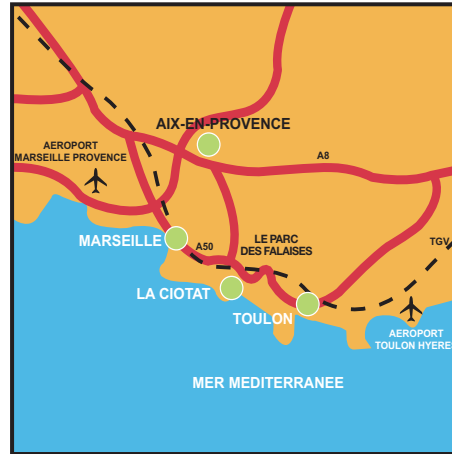 AIX-EN-PROVENCE
AEROPORT
MARSEILLE PROVENCE
A8
MARSEILLE
A50
LE PARC
DES FALAISES
TGV
LA CIOTAT
TOULON
AEROPORT
TOULON HYERE
MER MEDITERRANEE